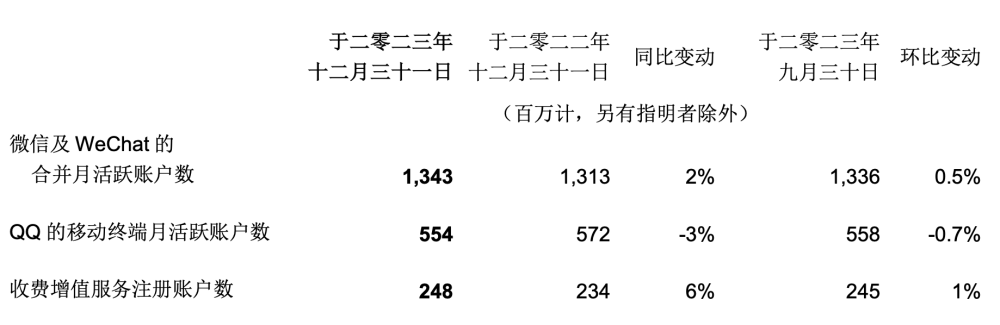 于二零二三年 于二零二二年 于二零二三年
十二月三十一日 十二月三十一日 同比变动 九月三十日 环比变动
（百万计，另有指明者除外）
微信及 WeChat 的
合并月活跃账户数 1,343 1,313 2% 1,336 0.5%
QQ 的移动终端月活跃账户数 554 572 -3% 558 -0.7%
收费增值服务注册账户数 248 234 6% 245 1%